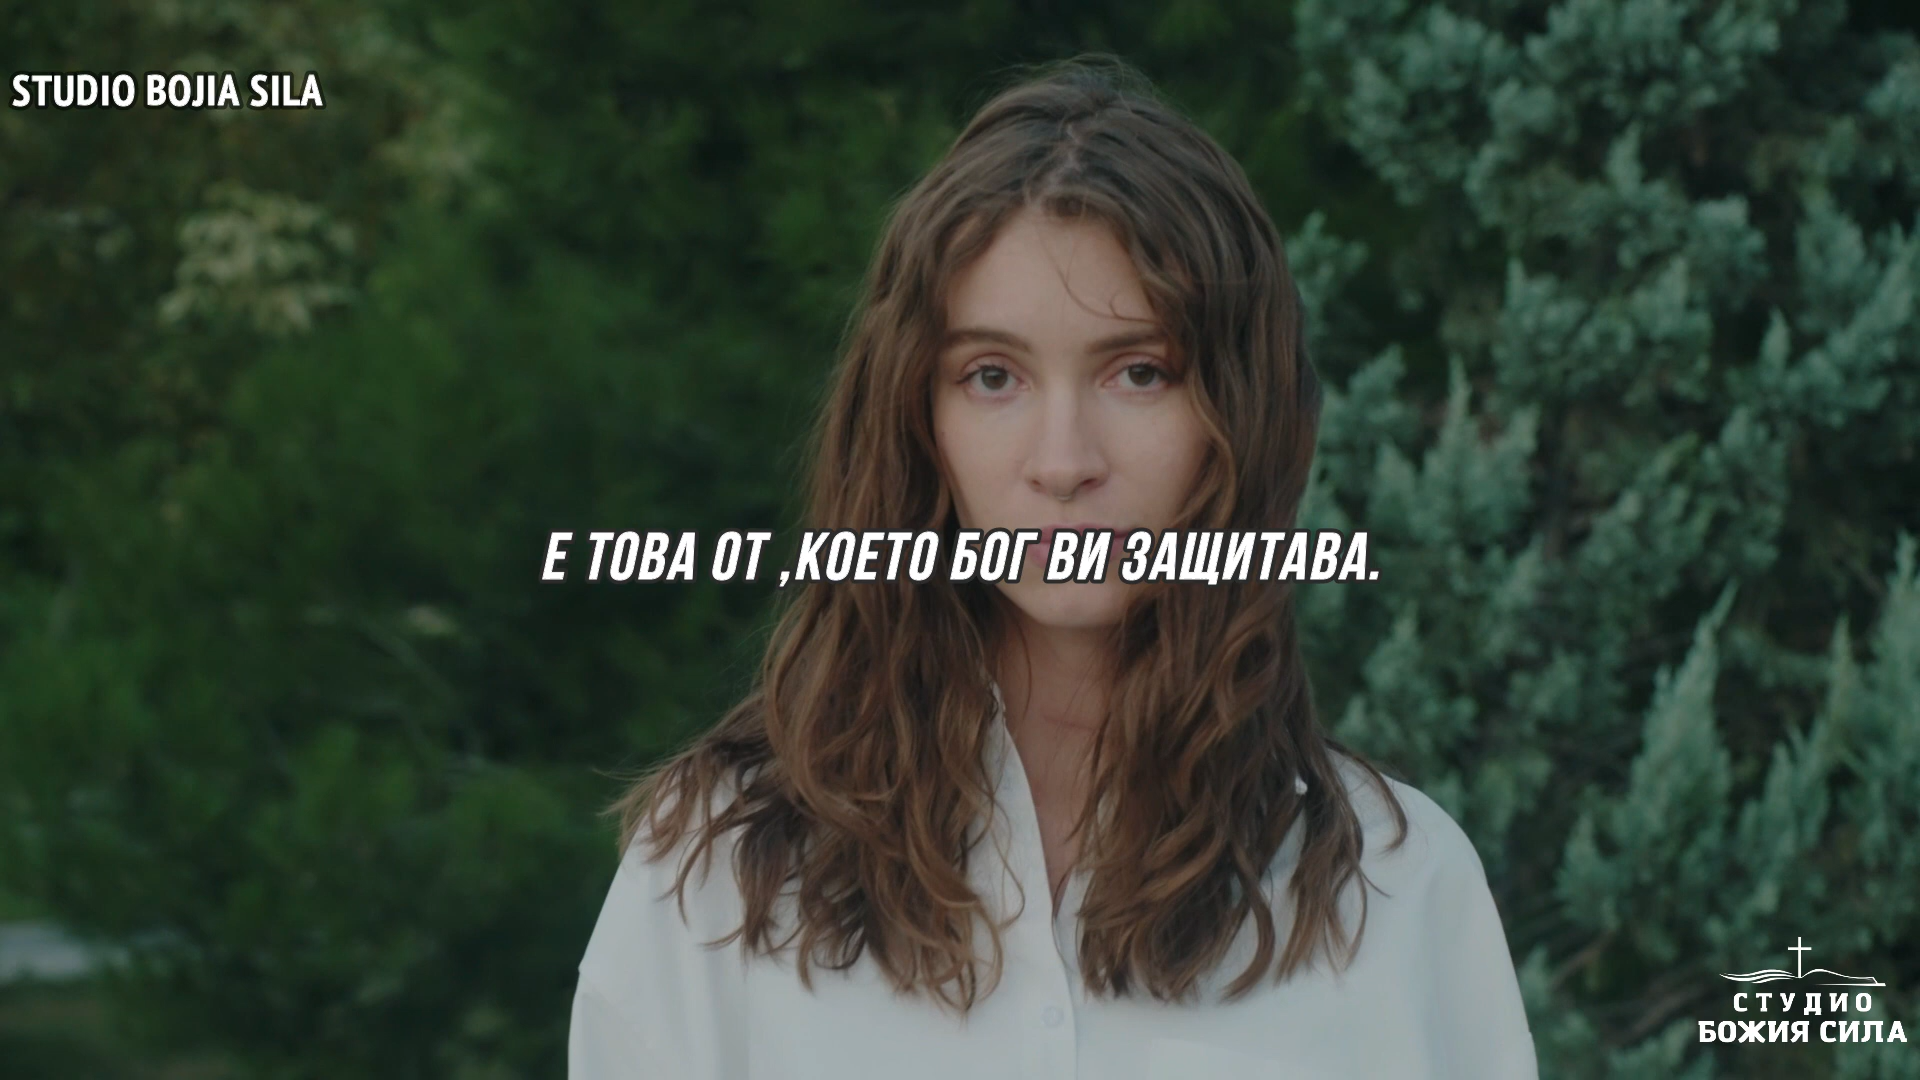 STUDIO BOJIA SILA
Е ТОВА ОТ ,КОЕТО БОГ ВИ ЗАЩИТАВА.
СТУДИО
БОЖИЯ СИЛА